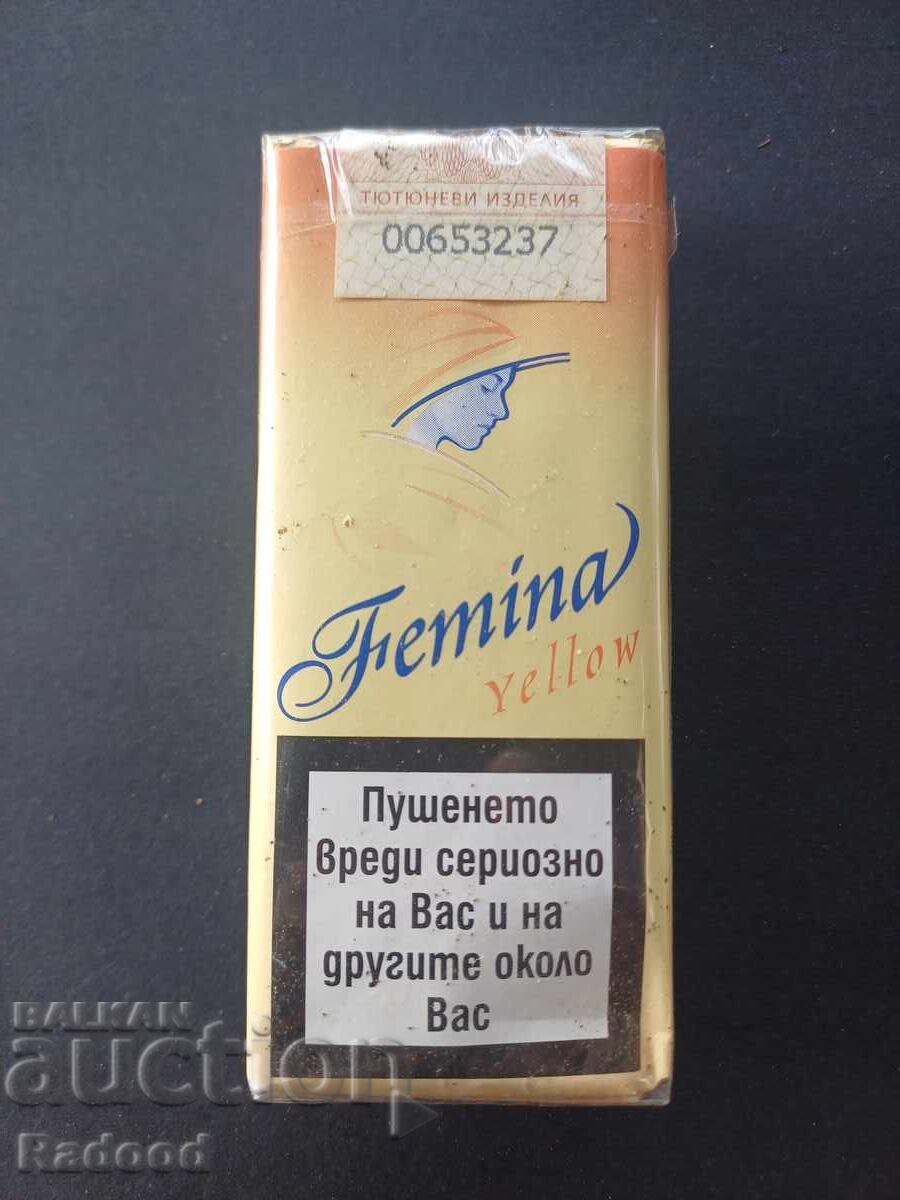 ТЮТЮНЕВИ ИЗДЕЛИЯ
00653237
Femina
Yellow
Пушенето
вреди сериозно
на Вас и на
другите около
Вас
BALKAN
auction
Radood